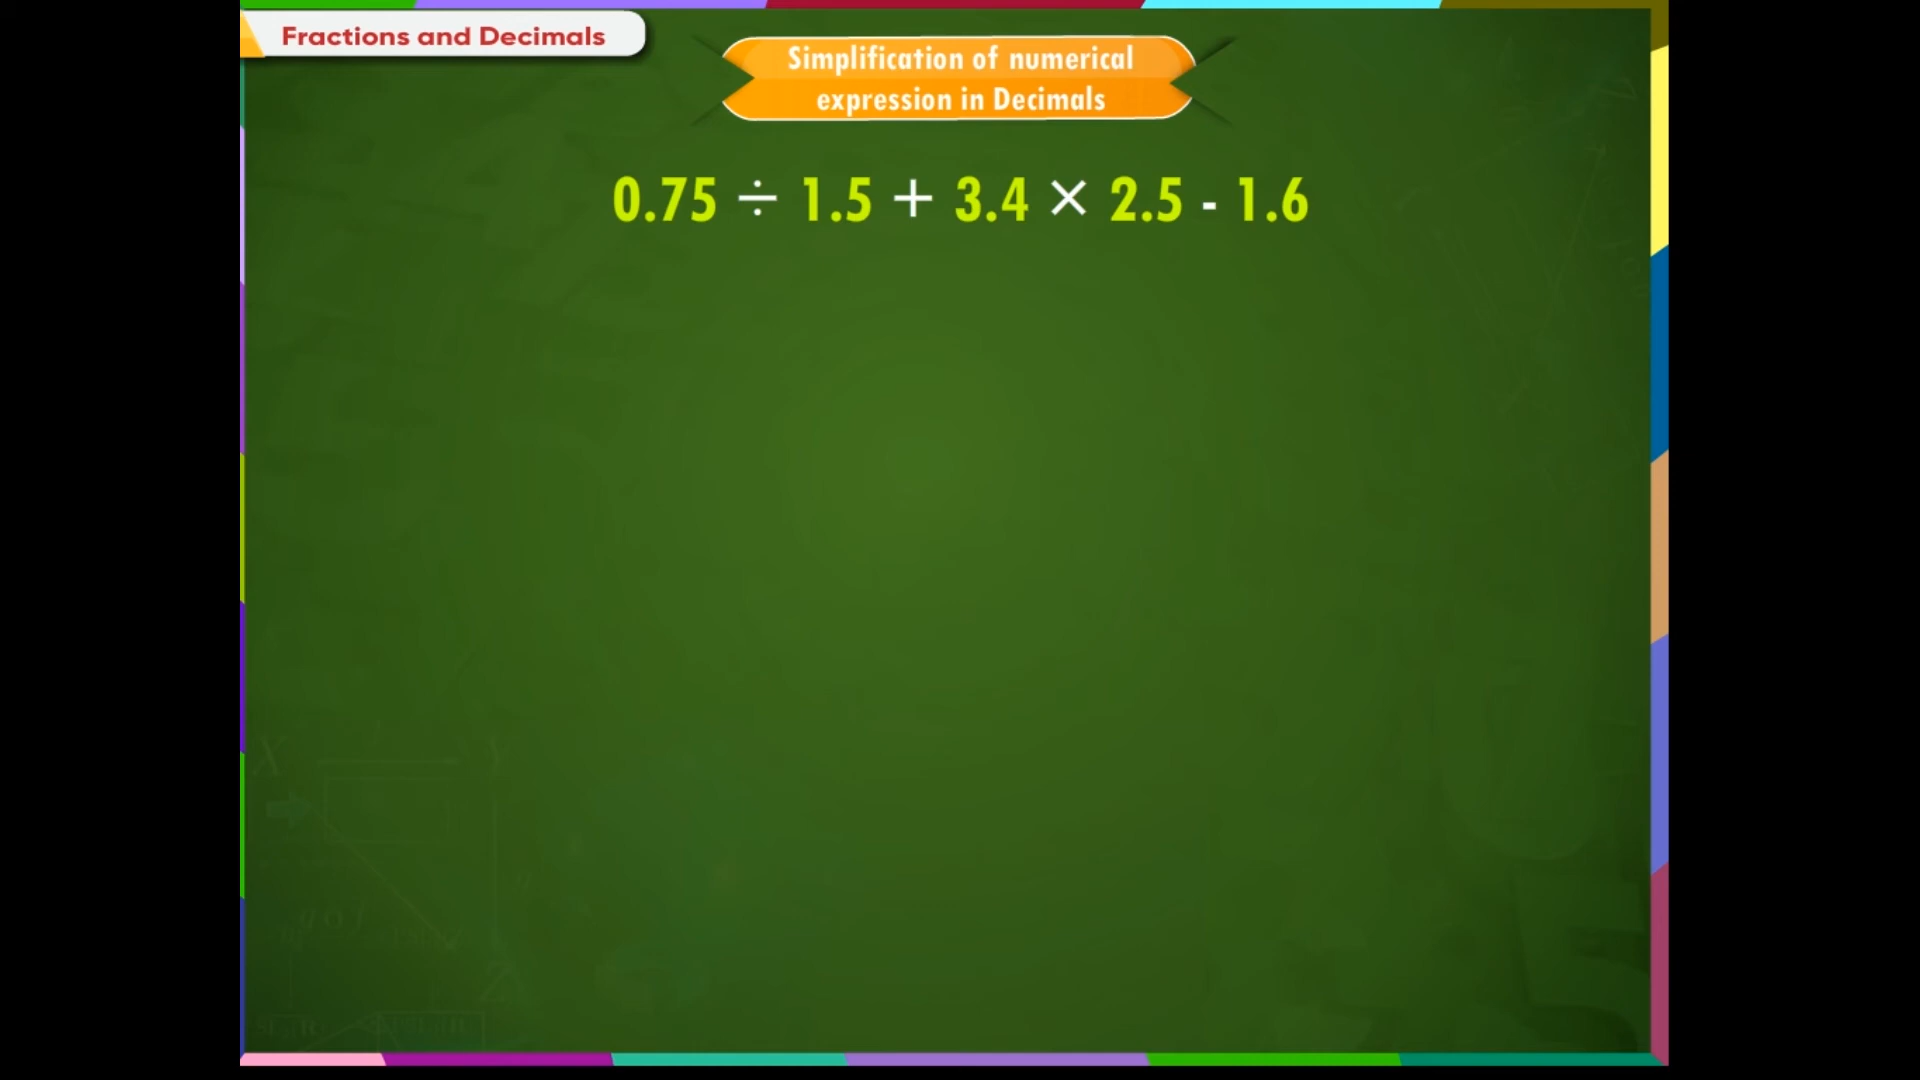 Fractions and Decimals
Simplification of numerical
expression in Decimals
0.75 ÷ 1.5 + 3.4 × 2.5 - 1.6